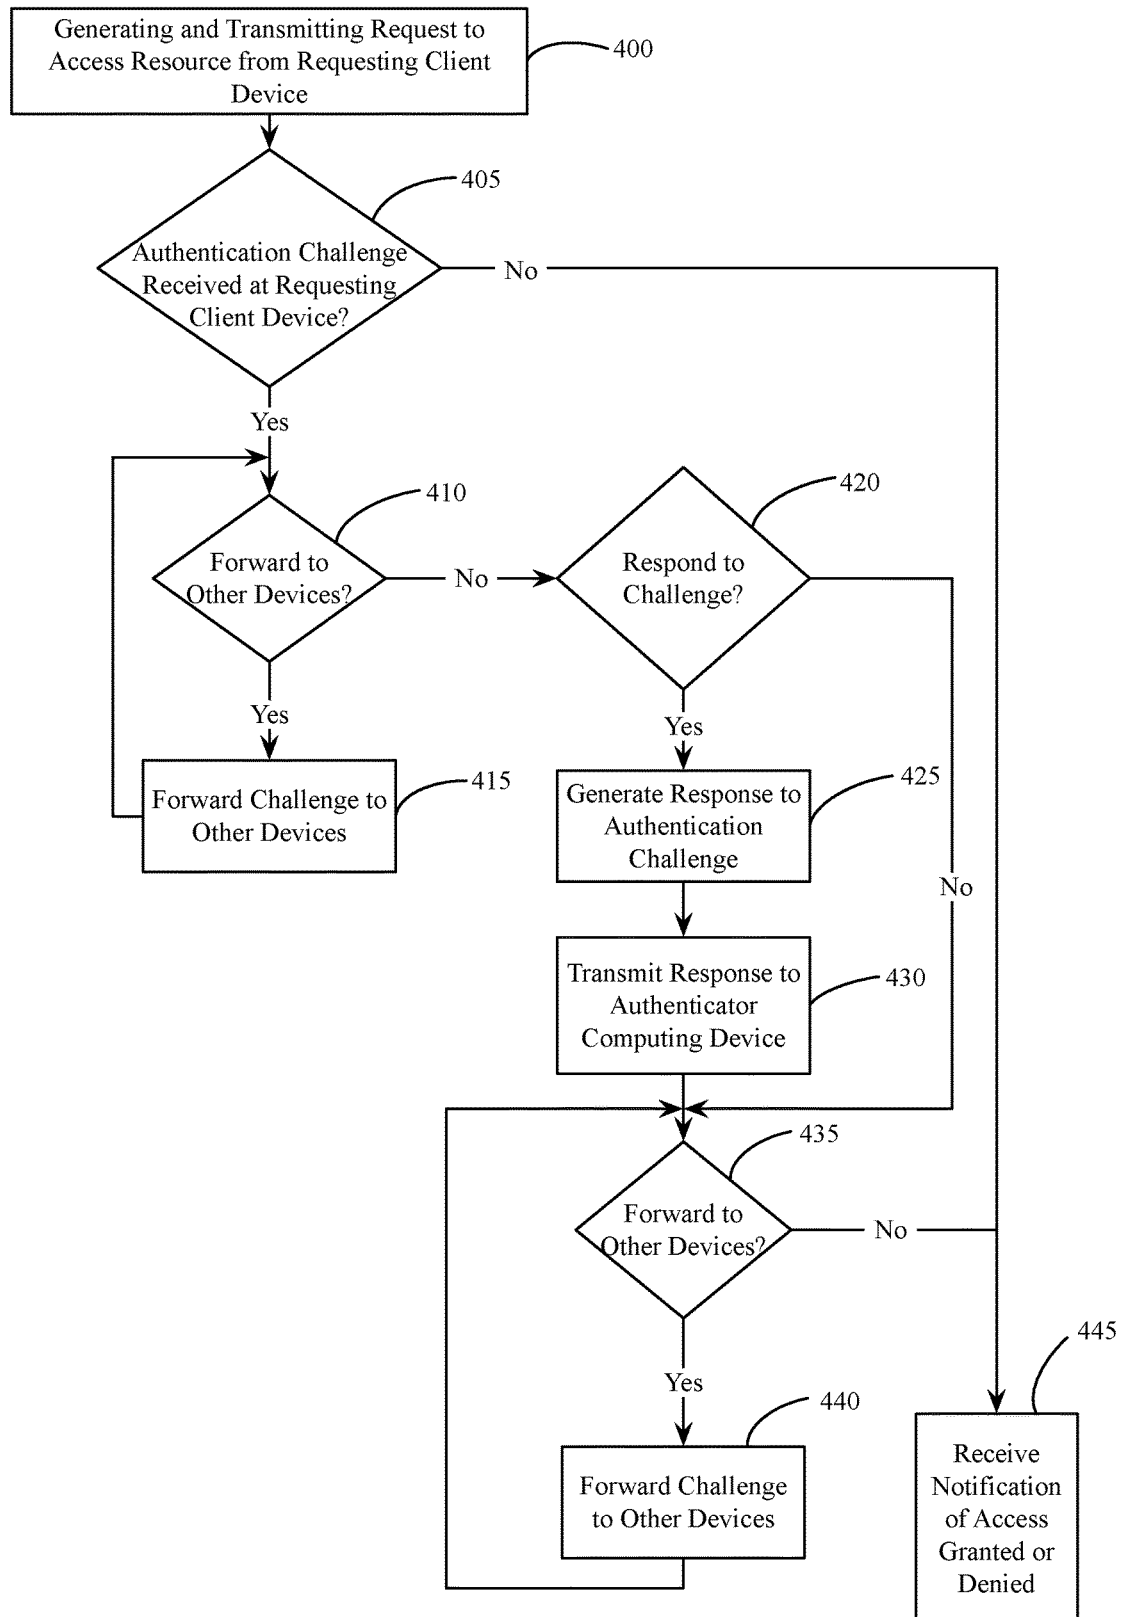 Generating and Transmitting Request to
Access Resource from Requesting Client
Device
400
405
Authentication Challenge
Received at Requesting
Client Device?
No
Yes
410
Forward to
Other Devices?
No
420
Respond to
Challenge?
Yes
Yes
415
Forward Challenge to
Other Devices
425
Generate Response to
Authentication
Challenge
No
430
Transmit Response to
Authenticator
Computing Device
435
Forward to
Other Devices?
No
Yes
440
Forward Challenge
to Other Devices
445
Receive
Notification
of Access
Granted or
Denied